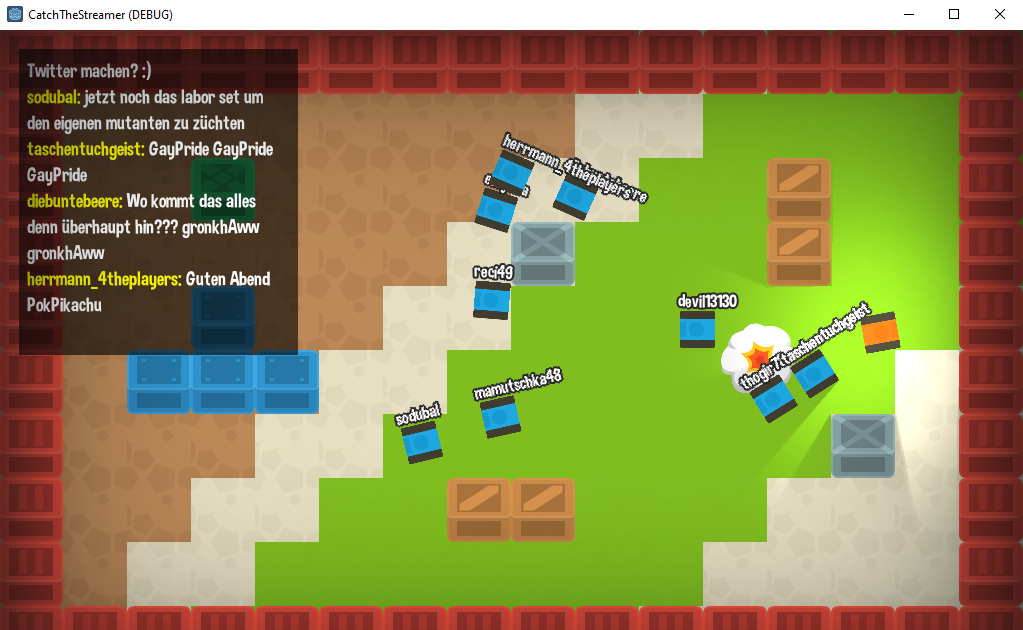 CatchTheStreamer (DEBUG)
Twitter machen? :)
sodubal: jetzt noch das labor set um
den eigenen mutanten zu züchten
taschentuchgeist: GayPride GayPride
GayPride
diebuntebeere: Wo kommt das alles
denn überhaupt hin??? gronkhAww
gronkhAww
herrmann_4theplayers: Guten Abend
PokPikachu
herrmann_4theplayers
reci49
devil13130
taschentuchgeist
mamutschka48
sodubal